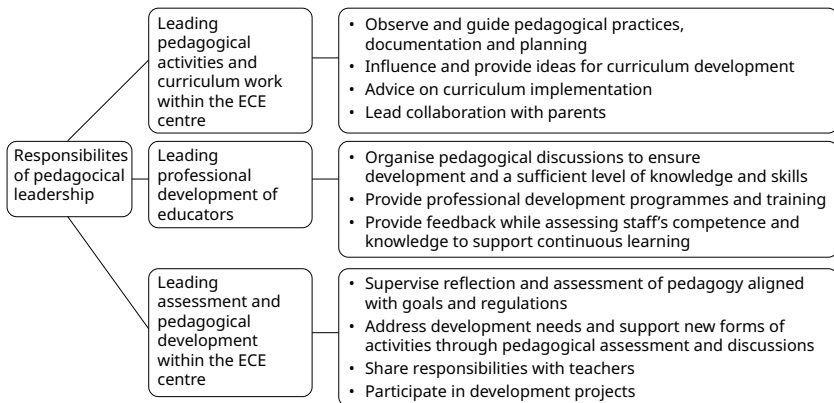 Responsibilites
of pedagocical
leadership
Leading
pedagogical
activities and
curriculum work
within the ECE
centre
• Observe and guide pedagogical practices,
documentation and planning
• Influence and provide ideas for curriculum development
• Advice on curriculum implementation
• Lead collaboration with parents
Leading
professional
development of
educators
• Organise pedagogical discussions to ensure
development and a sufficient level of knowledge and skills
• Provide professional development programmes and training
• Provide feedback while assessing staff's competence and
knowledge to support continuous learning
Leading
assessment and
pedagogical
development
within the ECE
centre
• Supervise reflection and assessment of pedagogy aligned
with goals and regulations
• Address development needs and support new forms of
activities through pedagogical assessment and discussions
• Share responsibilities with teachers
• Participate in development projects